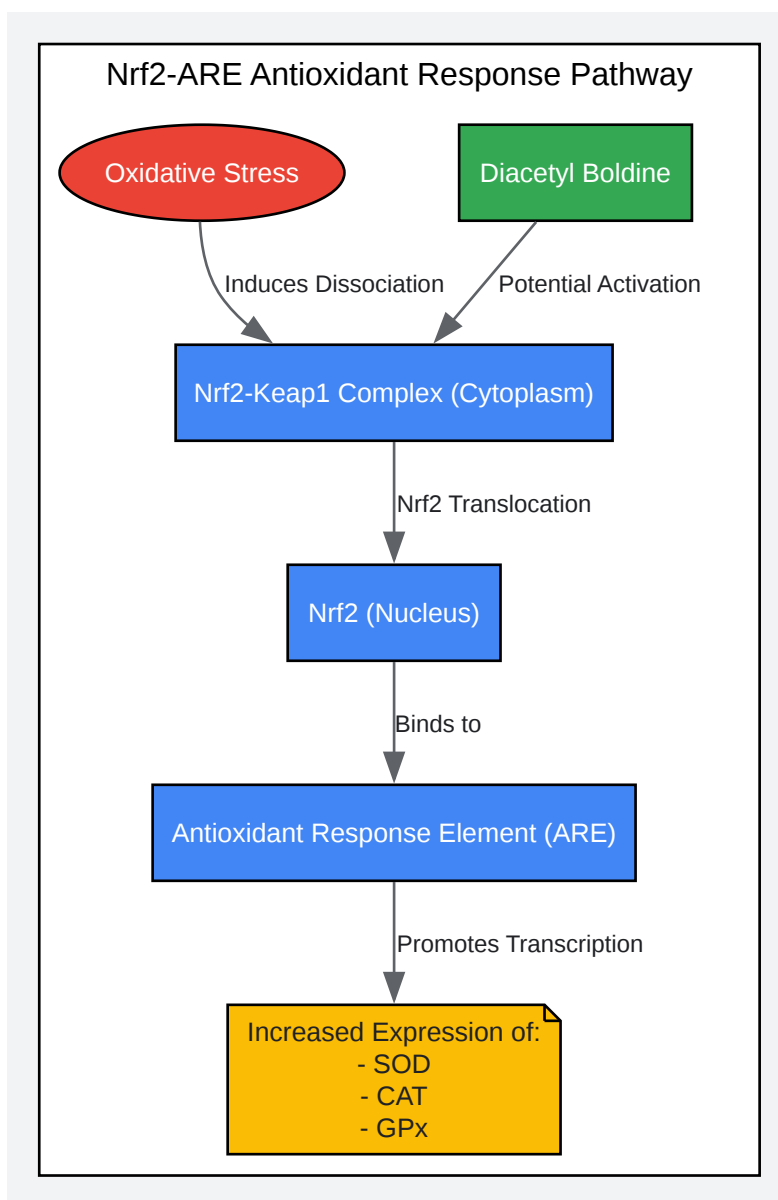 Nrf2-ARE Antioxidant Response Pathway
Oxidative Stress
Diacetyl Boldine
Induces Dissociation
Potential Activation
Nrf2-Keap1 Complex (Cytoplasm)
Nrf2 Translocation
Nrf2 (Nucleus)
Binds to
Antioxidant Response Element (ARE)
Promotes Transcription
Increased Expression of:
- SOD
- CAT
- GPx